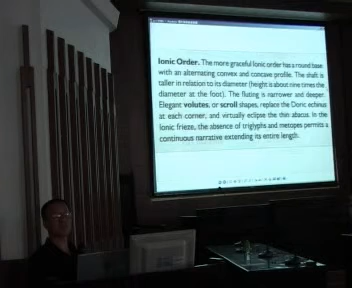 Ionic Order. The more graceful Ionic order has a round base
with an alternating convex and concave profile. The shaft is
taller in relation to its diameter (height is about nine times the
diameter at the foot). The fluting is narrower and deeper.
Elegant volutes, or scroll shapes, replace the Doric echinus
at each corner, and virtually eclipse the thin abacus. In the
Ionic frieze, the absence of triglyphs and metopes permits a
continuous narrative extending its entire length.